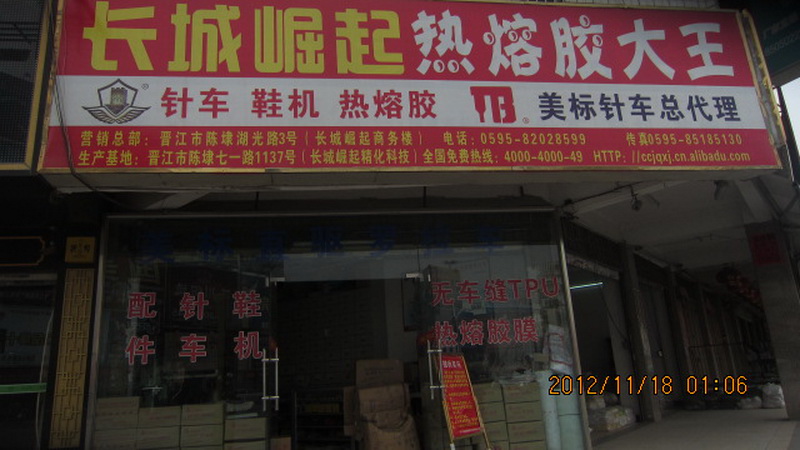 长城崛起热熔胶大王
针车 鞋机 热熔胶 TB® 美标针车总代理
营销总部：晋江市陈埭湖光路3号（长城崛起商务楼） 电话：0595-82028599 传真0595-85185130
生产基地：晋江市陈埭七一路1137号（长城崛起精化科技）全国免费热线：4000-4000-49 HTTP：//ccjqxj.cn.alibadu.com
配 针 鞋
件 车 机
无车缝TPU
热熔胶膜
2012/11/18 01:06